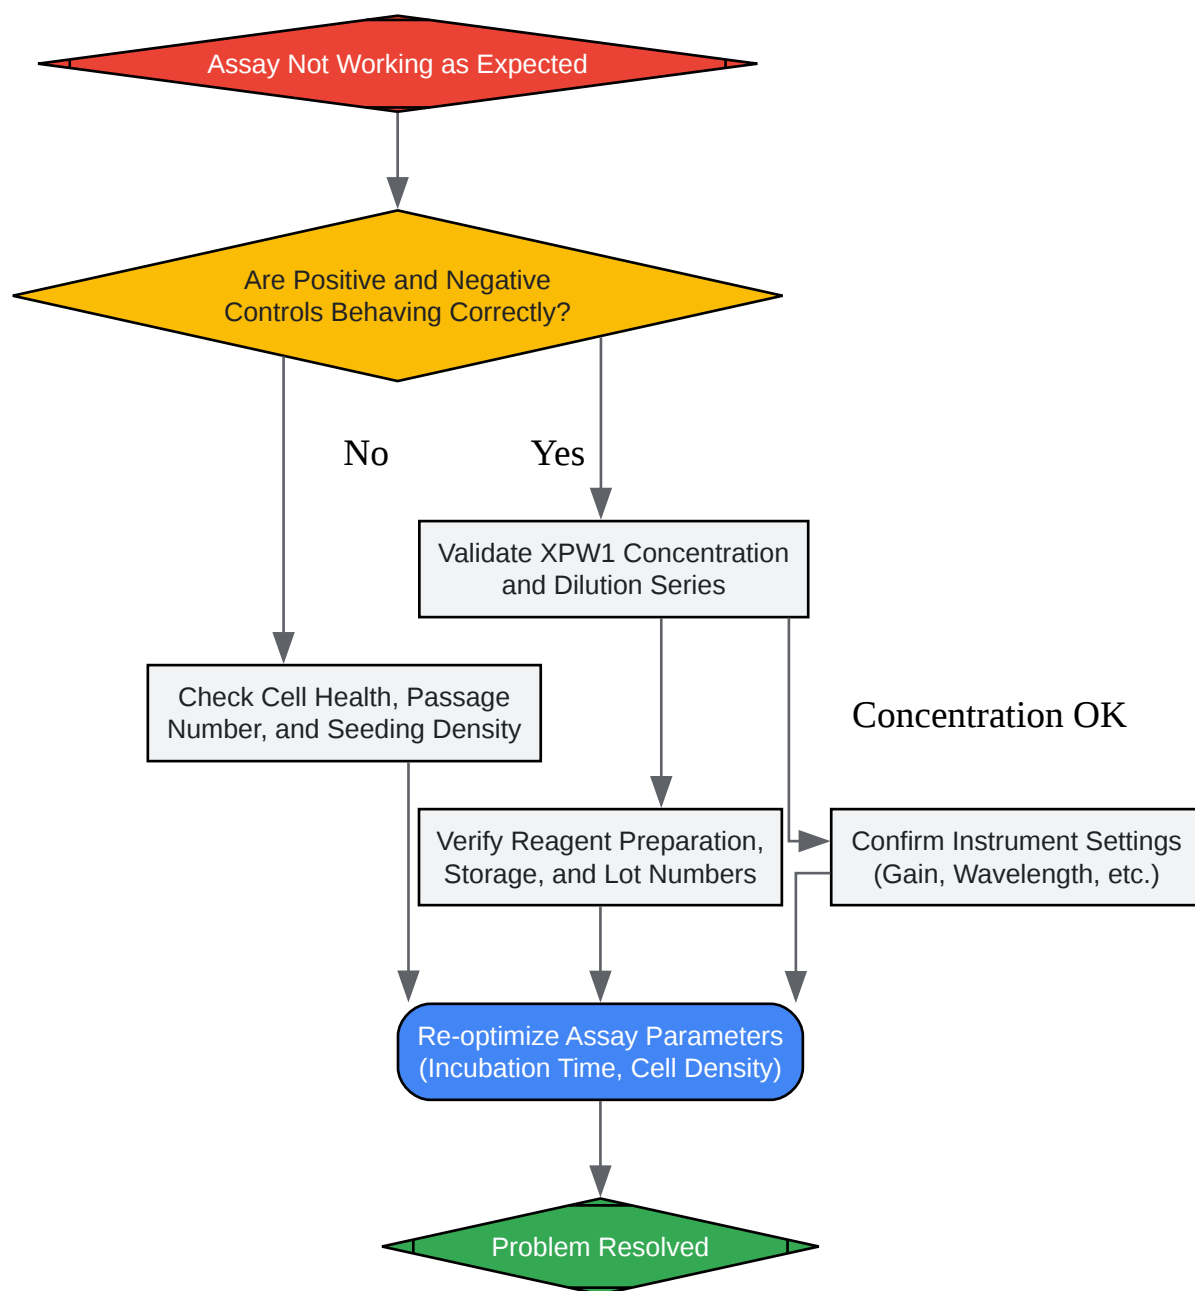 Assay Not Working as Expected
Are Positive and Negative
Controls Behaving Correctly?
No
Yes
Validate XPW1 Concentration
and Dilution Series
Check Cell Health, Passage
Number, and Seeding Density
Concentration OK
Verify Reagent Preparation,
Storage, and Lot Numbers
Confirm Instrument Settings
(Gain, Wavelength, etc.)
Re-optimize Assay Parameters
(Incubation Time, Cell Density)
Problem Resolved